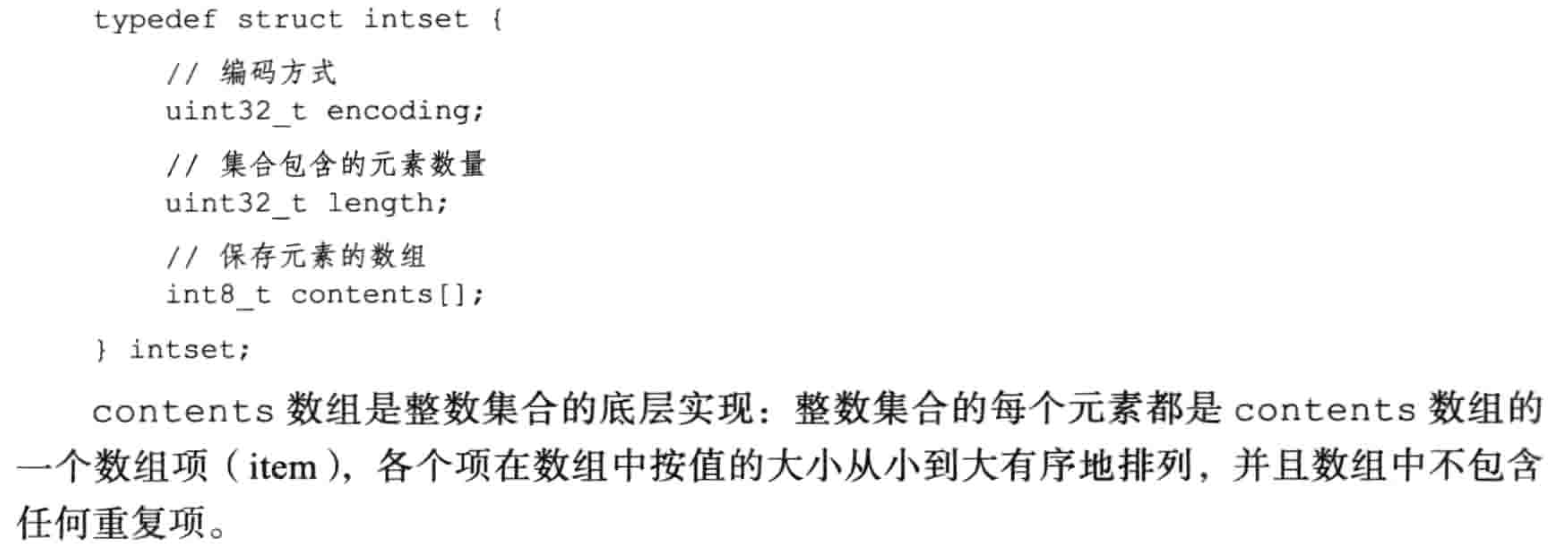 typedef struct intset {
// 编码方式
uint32_t encoding;
// 集合包含的元素数量
uint32_t length;
// 保存元素的数组
int8_t contents[];
} intset;
contents 数组是整数集合的底层实现：整数集合的每个元素都是 contents 数组的
一个数组项（item），各个项在数组中按值的大小从小到大有序地排列，并且数组中不包含
任何重复项。